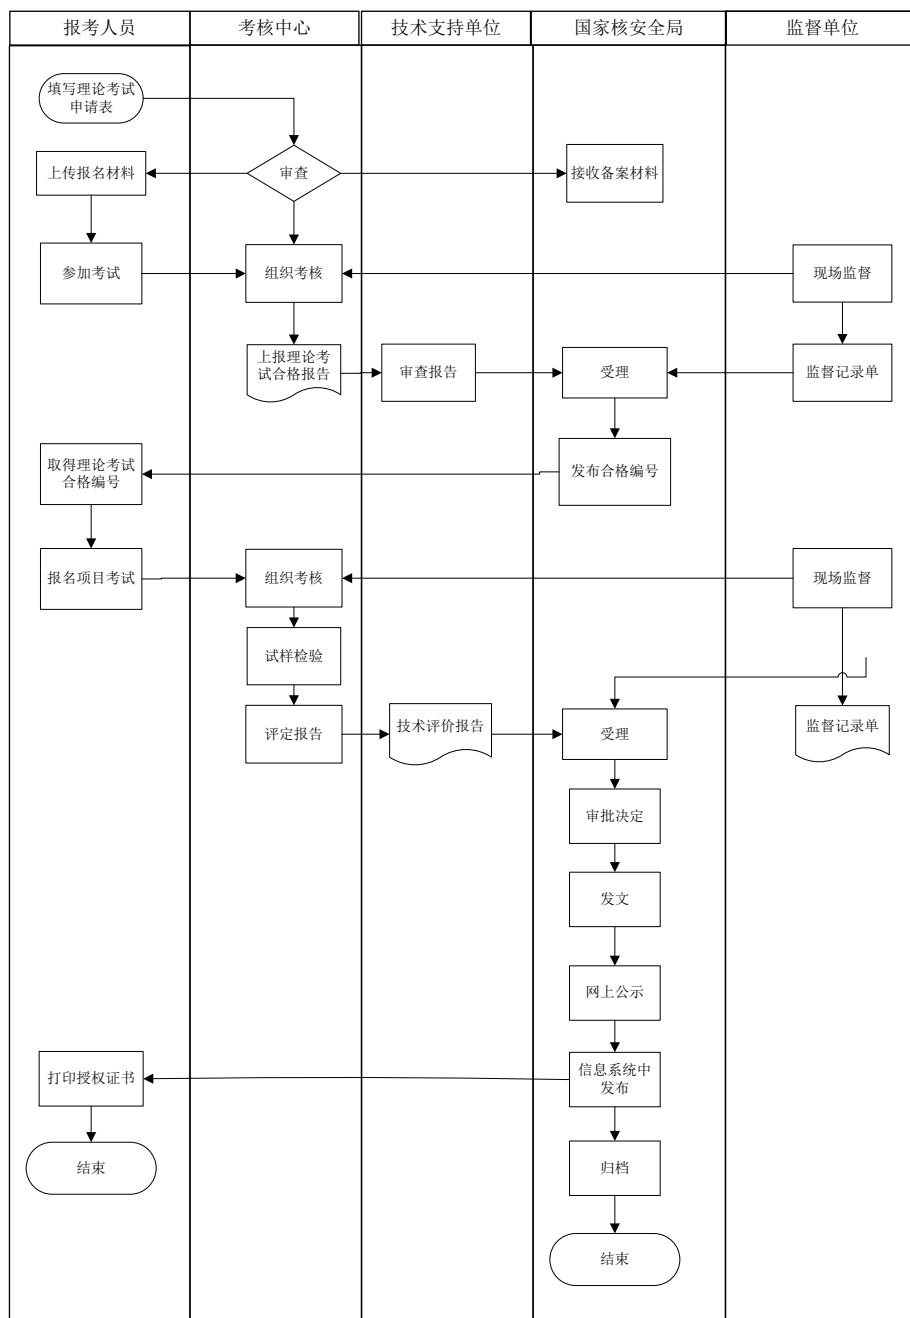 报考人员
考核中心
技术支持单位
国家核安全局
监督单位
填写理论考试
申请表
上传报名材料
审查
接收备案材料
参加考试
组织考核
现场监督
上报理论考
试合格报告
审查报告
受理
监督记录单
取得理论考试
合格编号
发布合格编号
报名项目考试
组织考核
现场监督
试样检验
评定报告
技术评价报告
受理
监督记录单
审批决定
发文
网上公示
打印授权证书
信息系统中
发布
结束
归档
结束